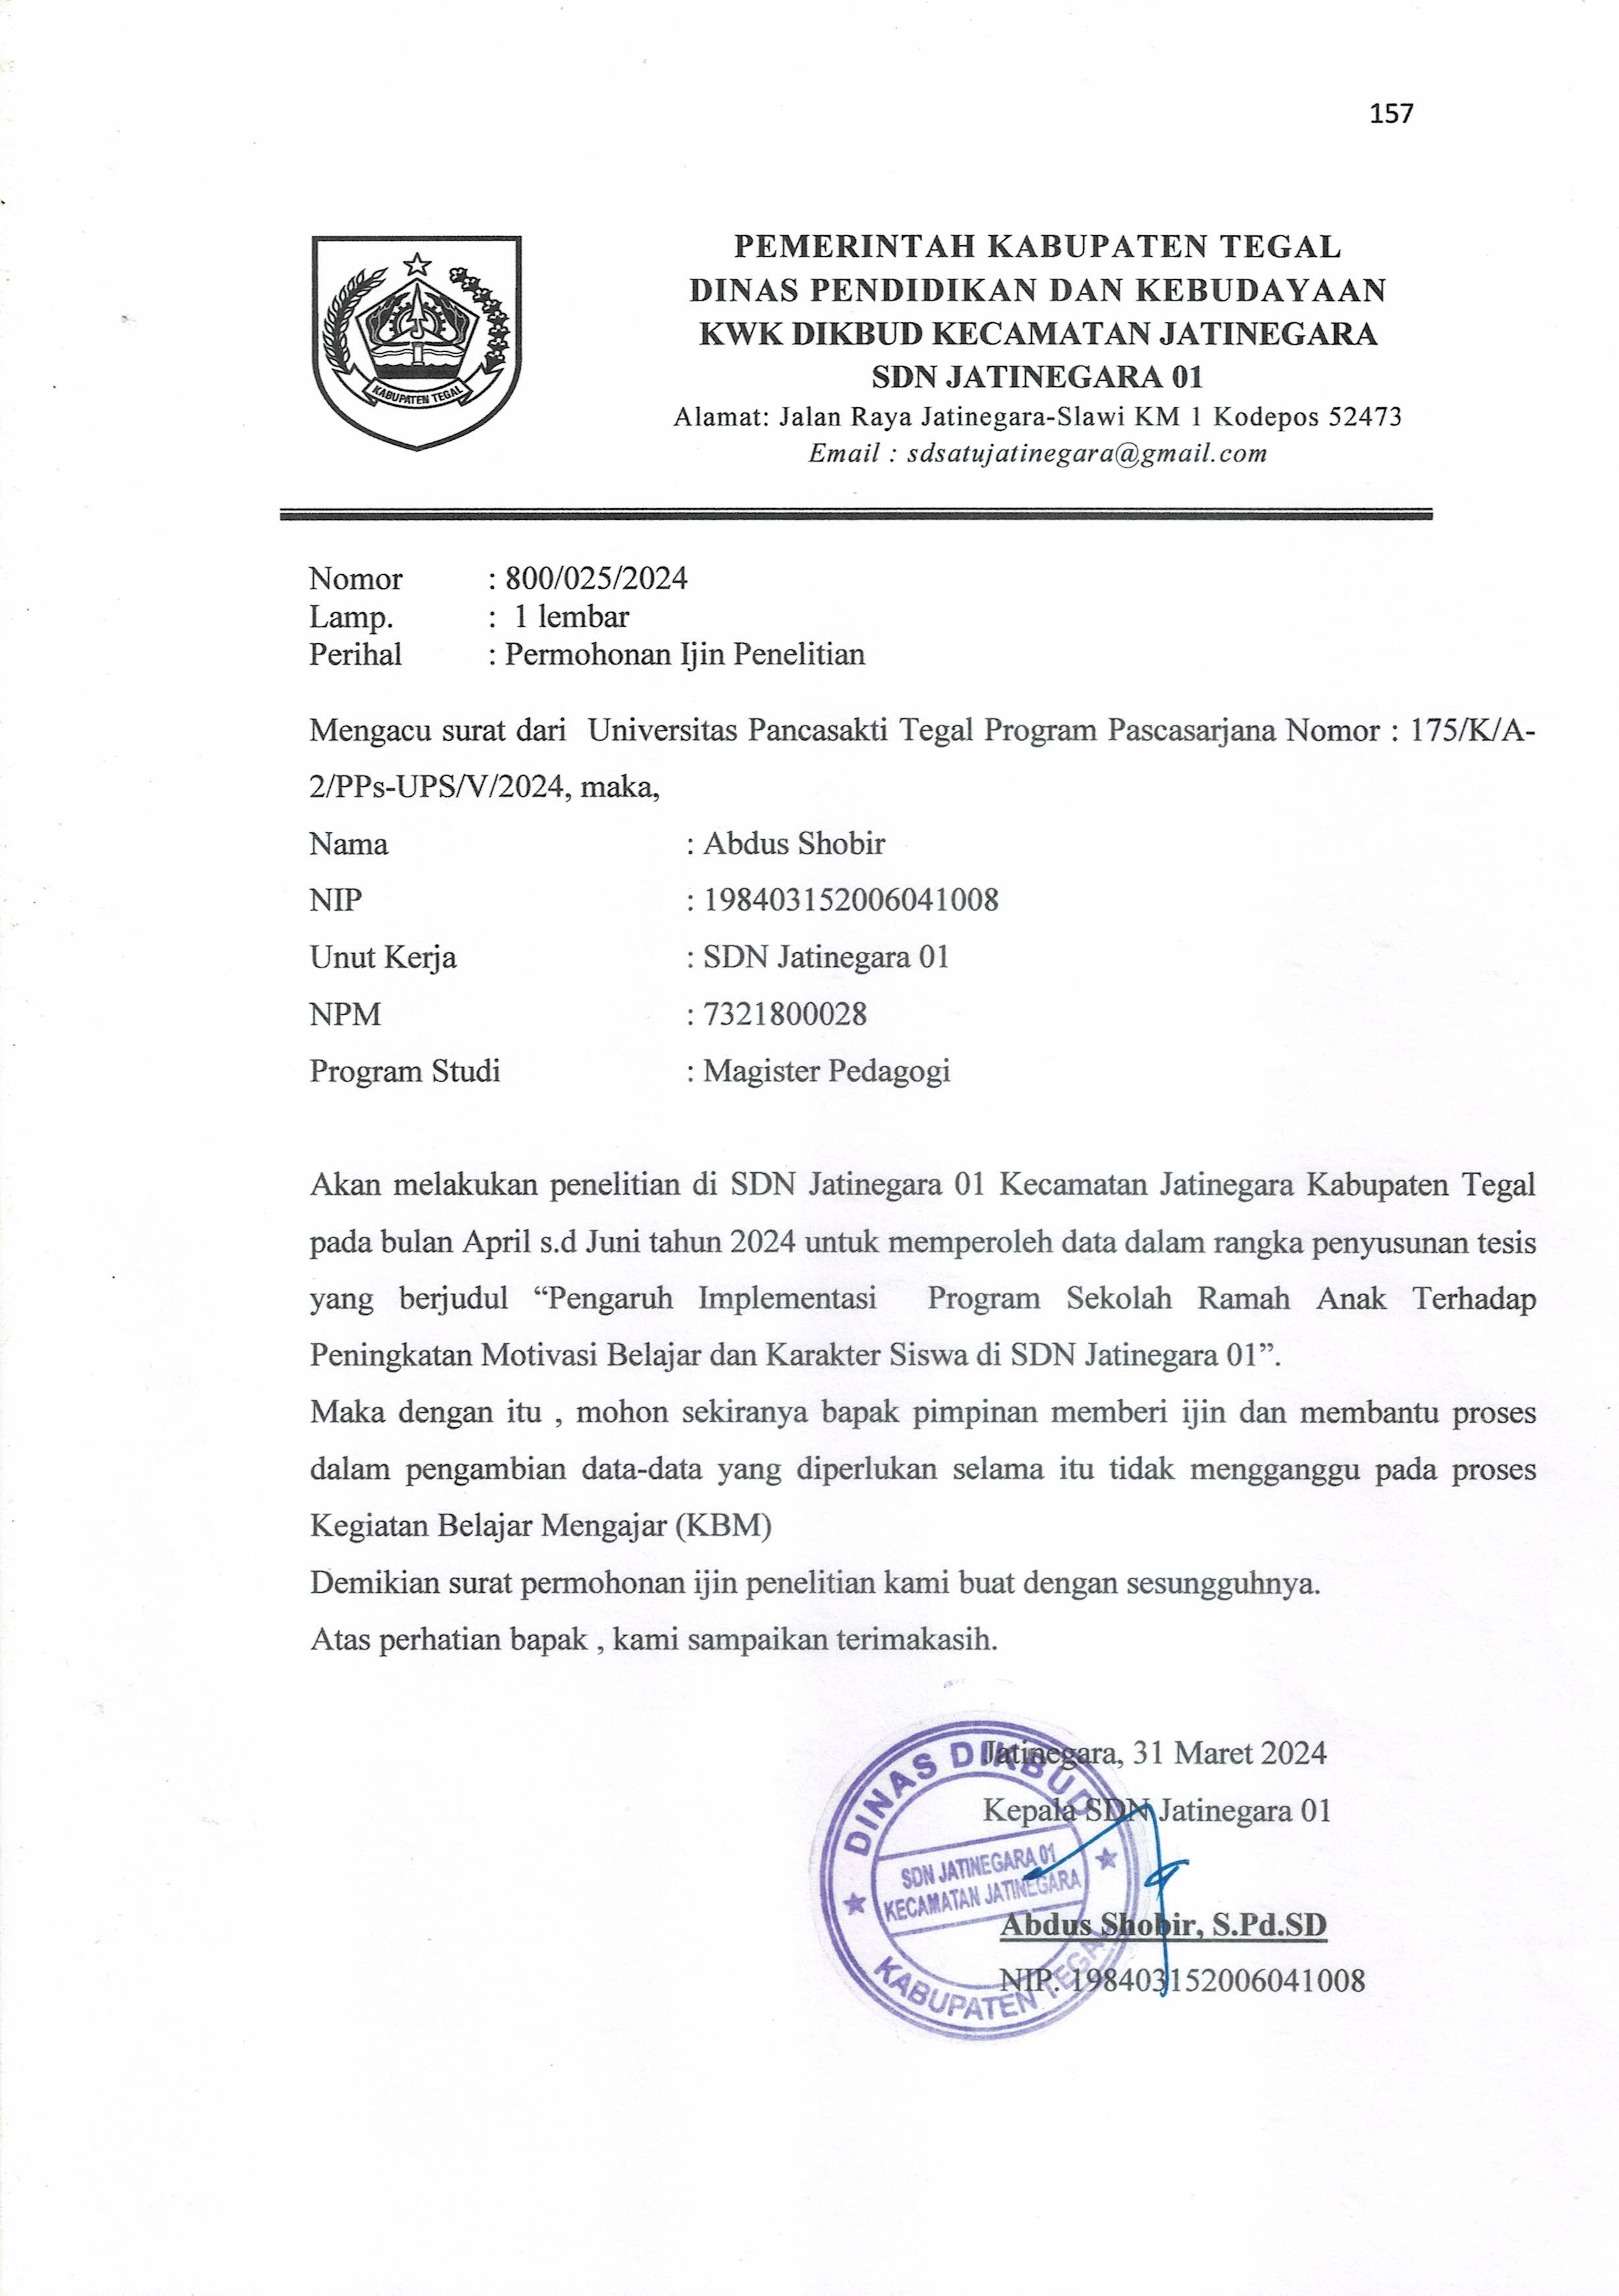 157
PEMERINTAH KABUPATEN TEGAL
DINAS PENDIDIKAN DAN KEBUDAYAAN
KWK DIKBUD KECAMATAN JATINEGARA
SDN JATINEGARA 01
Alamat: Jalan Raya Jatinegara-Slawi KM 1 Kodepos 52473
Email : sdsatujatinegara@gmail.com
KABUPATEN TEGAL
Nomor : 800/025/2024
Lamp. : 1 lembar
Perihal : Permohonan Ijin Penelitian
Mengacu surat dari Universitas Pancasakti Tegal Program Pascasarjana Nomor : 175/K/A-
2/PPs-UPS/V/2024, maka,
Nama : Abdus Shobir
NIP : 198403152006041008
Unut Kerja : SDN Jatinegara 01
NPM : 7321800028
Program Studi : Magister Pedagogi
Akan melakukan penelitian di SDN Jatinegara 01 Kecamatan Jatinegara Kabupaten Tegal
pada bulan April s.d Juni tahun 2024 untuk memperoleh data dalam rangka penyusunan tesis
yang berjudul “Pengaruh Implementasi Program Sekolah Ramah Anak Terhadap
Peningkatan Motivasi Belajar dan Karakter Siswa di SDN Jatinegara 01”.
Maka dengan itu , mohon sekiranya bapak pimpinan memberi ijin dan membantu proses
dalam pengambian data-data yang diperlukan selama itu tidak mengganggu pada proses
Kegiatan Belajar Mengajar (KBM)
Demikian surat permohonan ijin penelitian kami buat dengan sesungguhnya.
Atas perhatian bapak , kami sampaikan terimakasih.
Jatinegara, 31 Maret 2024
Kepala SDN Jatinegara 01
DINAS DIKBUD
SDN JATINEGARA 01
KECAMATAN JATINEGARA
KABUPATEN TEGAL
Abdus Shobir, S.Pd.SD
NIP. 198403152006041008